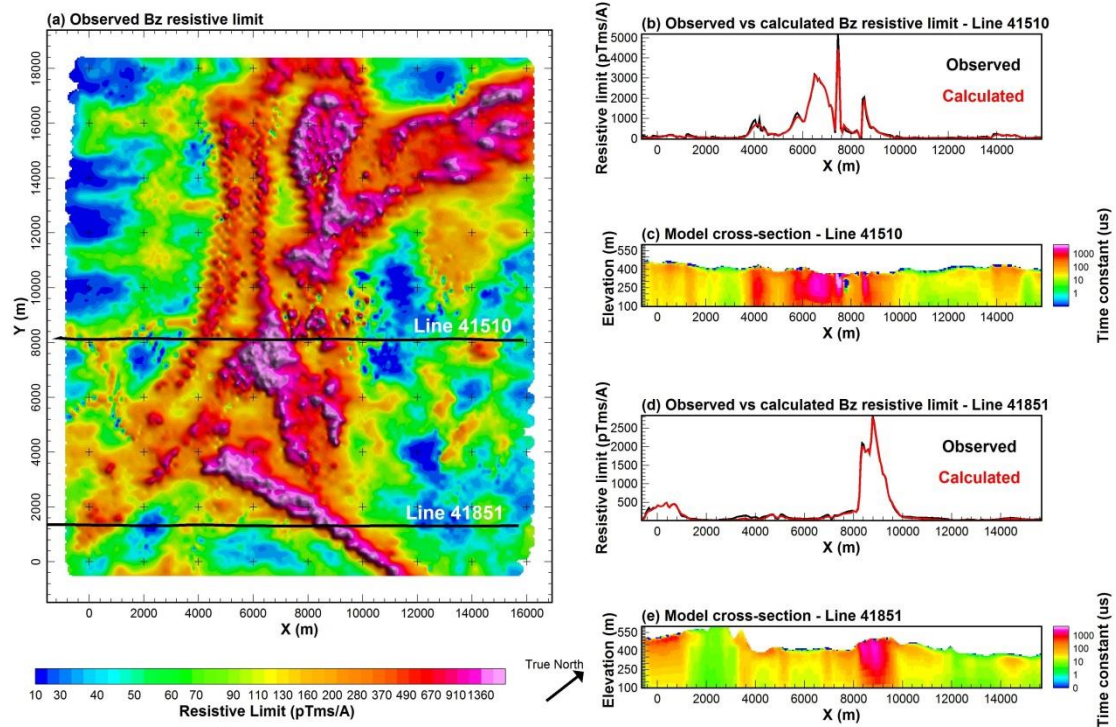 (a) Observed Bz resistive limit
18000
16000
14000
12000
10000
8000
6000
4000
2000
0
Y (m)
Line 41510
Line 41851
0 2000 4000 6000 8000 10000 12000 14000 16000
X (m)
10 30 40 60 70 90 110 130 200 280 370 490 670 910 1360
Resistive Limit (pTms/A)
True North
(b) Observed vs calculated Bz resistive limit - Line 41510
Resistive limit (pTms/A)
5000
4000
3000
2000
1000
0
Observed
Calculated
0 2000 4000 6000 8000 10000 12000 14000
X (m)
(c) Model cross-section - Line 41510
Elevation (m)
550
400
250
100
0 2000 4000 6000 8000 10000 12000 14000
X (m)
1000
100
10
1
Time constant (us)
(d) Observed vs calculated Bz resistive limit - Line 41851
Resistive limit (pTms/A)
2500
2000
1500
1000
500
Observed
Calculated
0 2000 4000 6000 8000 10000 12000 14000
X (m)
(e) Model cross-section - Line 41851
Elevation (m)
550
400
250
100
0 2000 4000 6000 8000 10000 12000 14000
X (m)
1000
100
10
1
0
Time constant (us)